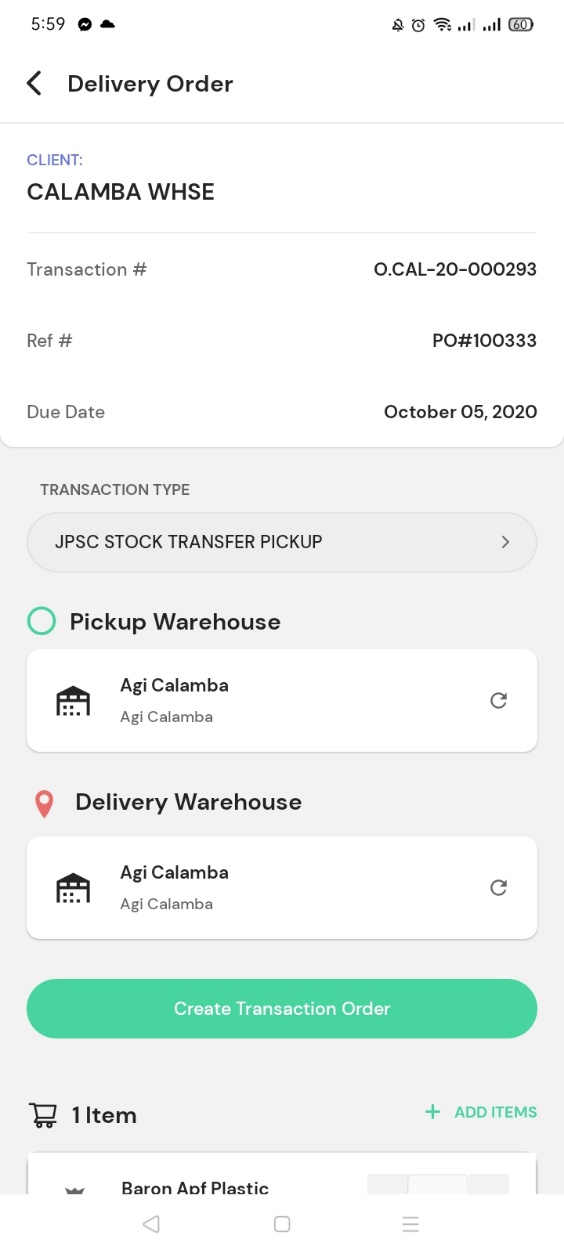 5:59
60
Delivery Order
CLIENT:
CALAMBA WHSE
Transaction # O.CAL-20-000293
Ref # PO#100333
Due Date October 05, 2020
TRANSACTION TYPE
JPSC STOCK TRANSFER PICKUP
Pickup Warehouse
Agi Calamba
Agi Calamba
Delivery Warehouse
Agi Calamba
Agi Calamba
Create Transaction Order
1 Item + ADD ITEMS
Baron Apf Plastic